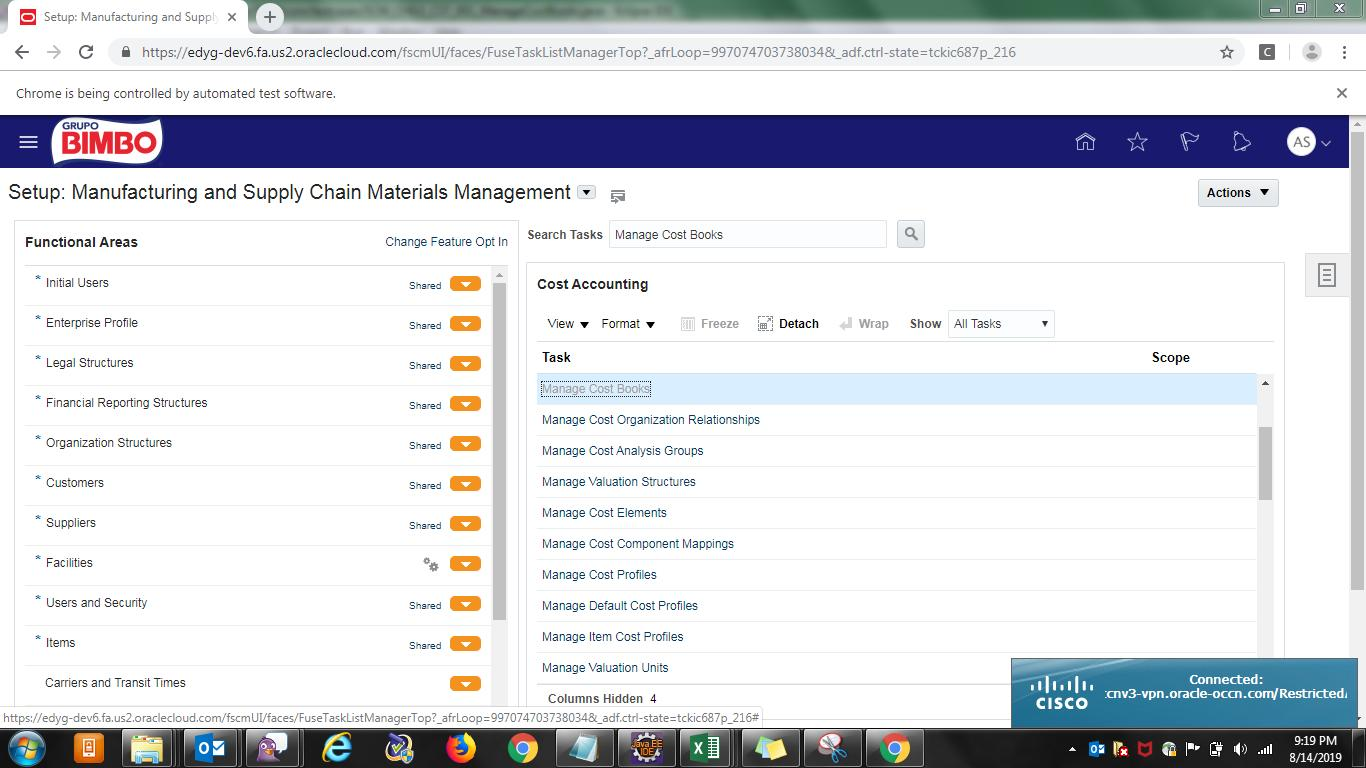 Setup: Manufacturing and Supply
https://edyg-dev6.fa.us2.oraclecloud.com/fscmUI/faces/FuseTaskListManagerTop?_afrLoop=997074703738034&_adf.ctrl-state=tckic687p_216
C
Chrome is being controlled by automated test software.
GRUPO
BIMBO
AS
Setup: Manufacturing and Supply Chain Materials Management
Actions
Functional Areas
Change Feature Opt In
* Initial Users Shared
* Enterprise Profile Shared
* Legal Structures Shared
* Financial Reporting Structures Shared
* Organization Structures Shared
* Customers Shared
* Suppliers Shared
* Facilities
* Users and Security Shared
* Items Shared
Carriers and Transit Times
Search Tasks Manage Cost Books
Cost Accounting
View Format Freeze Detach Wrap Show All Tasks
Task Scope
Manage Cost Books
Manage Cost Organization Relationships
Manage Cost Analysis Groups
Manage Valuation Structures
Manage Cost Elements
Manage Cost Component Mappings
Manage Cost Profiles
Manage Default Cost Profiles
Manage Item Cost Profiles
Manage Valuation Units
Columns Hidden 4
CISCO
Connected:
:cnv3-vpn.oracle-occn.com/Restricted
https://edyg-dev6.fa.us2.oraclecloud.com/fscmUI/faces/FuseTaskListManagerTop?_afrLoop=997074703738034&_adf.ctrl-state=tckic687p_216#
Java EE
IDE
9:19 PM
8/14/2019